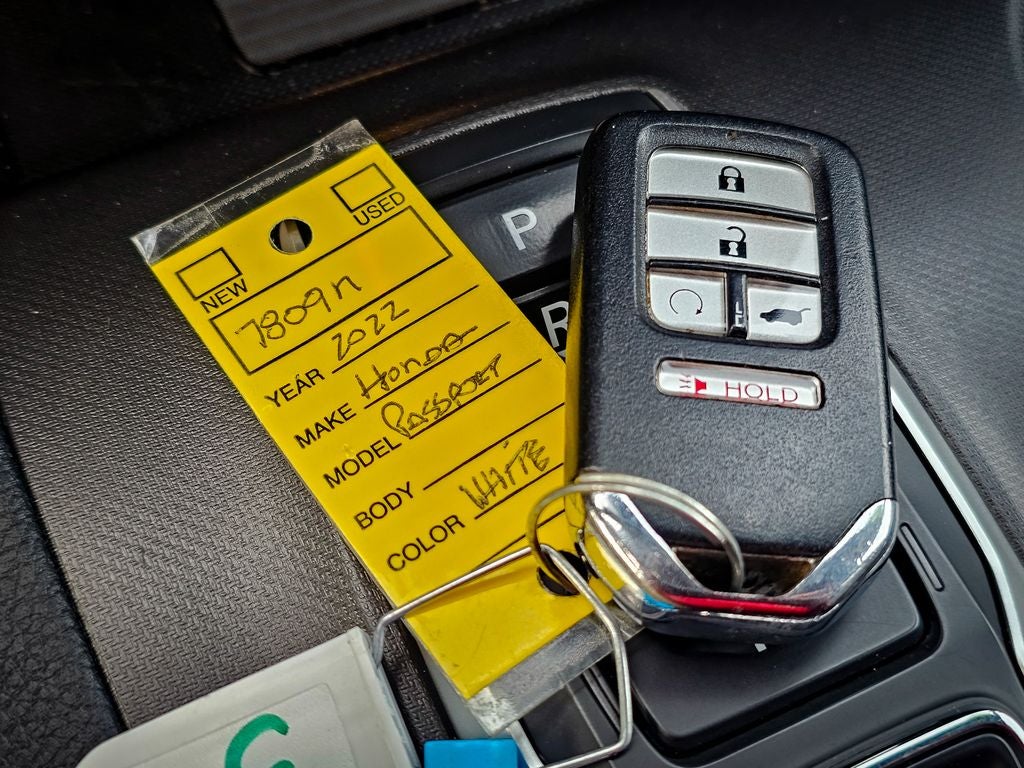 NEW
USED
7809n
YEAR 2022
MAKE HONDA
MODEL PASSPORT
BODY
COLOR WHITE
P
R
HOLD